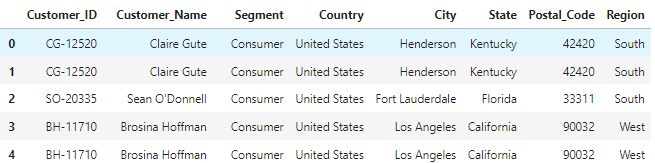 Customer_ID Customer_Name Segment Country City State Postal_Code Region
0 CG-12520 Claire Gute Consumer United States Henderson Kentucky 42420 South
1 CG-12520 Claire Gute Consumer United States Henderson Kentucky 42420 South
2 SO-20335 Sean O'Donnell Consumer United States Fort Lauderdale Florida 33311 South
3 BH-11710 Brosina Hoffman Consumer United States Los Angeles California 90032 West
4 BH-11710 Brosina Hoffman Consumer United States Los Angeles California 90032 West